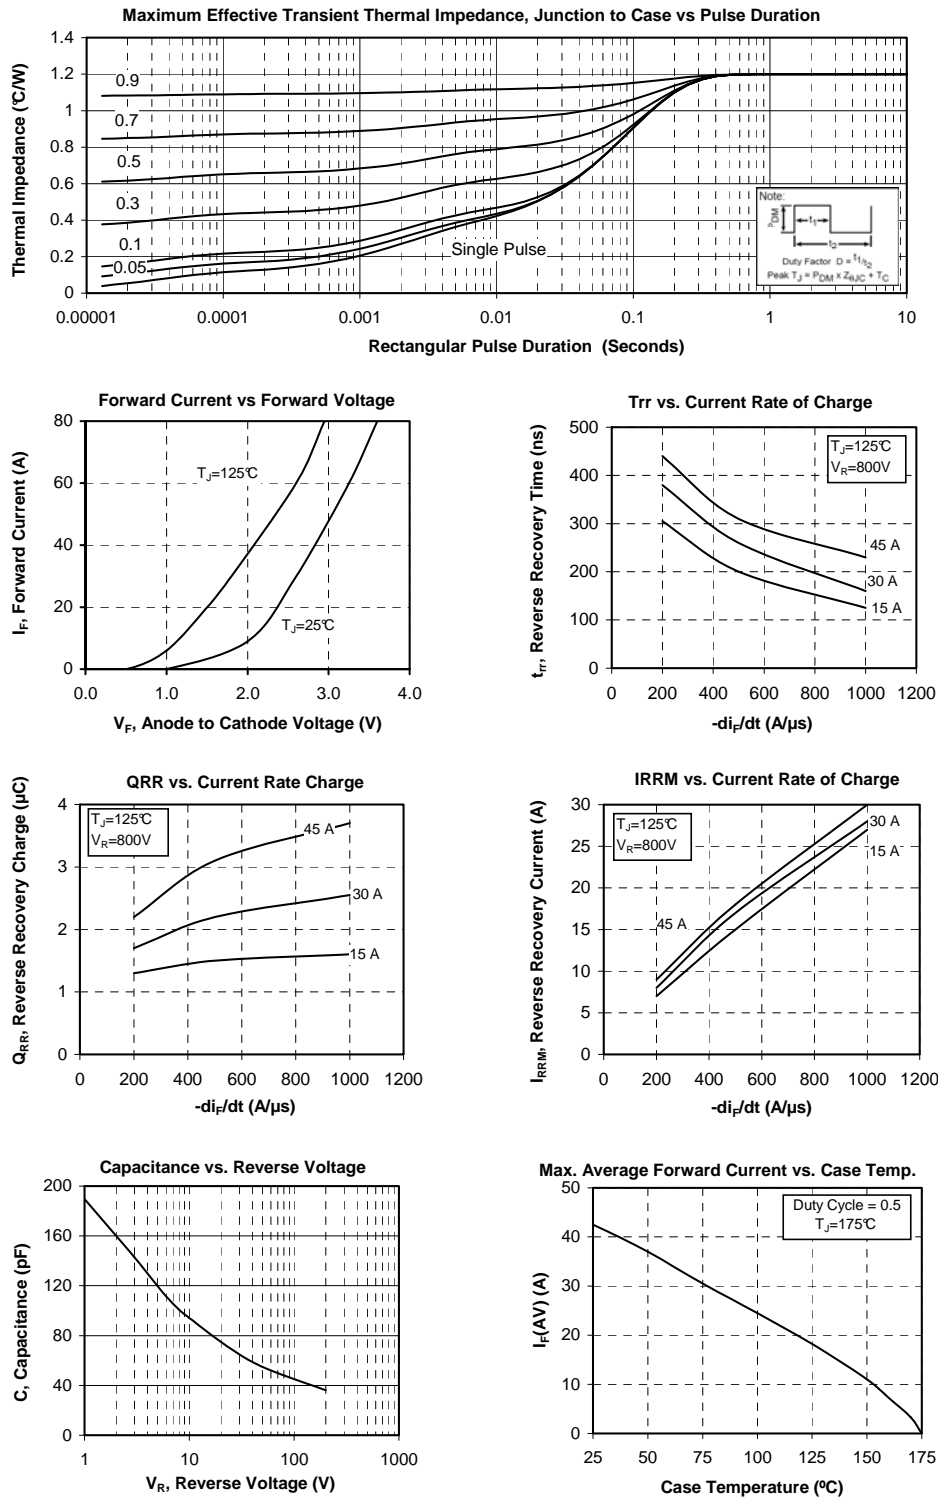 Maximum Effective Transient Thermal Impedance, Junction to Case vs Pulse Duration
Thermal Impedance (℃/W)
1.4
1.2
1
0.8
0.6
0.4
0.2
0
0.9
0.7
0.5
0.3
0.1
0.05
Single Pulse
Note:
PDM
t1
t2
Duty Factor D = t1/t2
Peak TJ = PDM x ZθJC + TC
0.00001 0.0001 0.001 0.01 0.1 1 10
Rectangular Pulse Duration (Seconds)
Forward Current vs Forward Voltage
IF, Forward Current (A)
80
60
40
20
0
TJ=125℃
TJ=25℃
0.0 1.0 2.0 3.0 4.0
VF, Anode to Cathode Voltage (V)
Trr vs. Current Rate of Charge
trr, Reverse Recovery Time (ns)
500
400
300
200
100
0
TJ=125℃
VR=800V
45 A
30 A
15 A
0 200 400 600 800 1000 1200
-diF/dt (A/µs)
QRR vs. Current Rate Charge
QRR, Reverse Recovery Charge (µC)
4
3
2
1
0
TJ=125℃
VR=800V
45 A
30 A
15 A
0 200 400 600 800 1000 1200
-diF/dt (A/µs)
IRRM vs. Current Rate of Charge
IRRM, Reverse Recovery Current (A)
30
25
20
15
10
5
0
TJ=125℃
VR=800V
30 A
15 A
45 A
0 200 400 600 800 1000 1200
-diF/dt (A/µs)
Capacitance vs. Reverse Voltage
C, Capacitance (pF)
200
160
120
80
40
0
1 10 100 1000
VR, Reverse Voltage (V)
Max. Average Forward Current vs. Case Temp.
IF(AV) (A)
50
40
30
20
10
0
Duty Cycle = 0.5
TJ=175℃
25 50 75 100 125 150 175
Case Temperature (ºC)